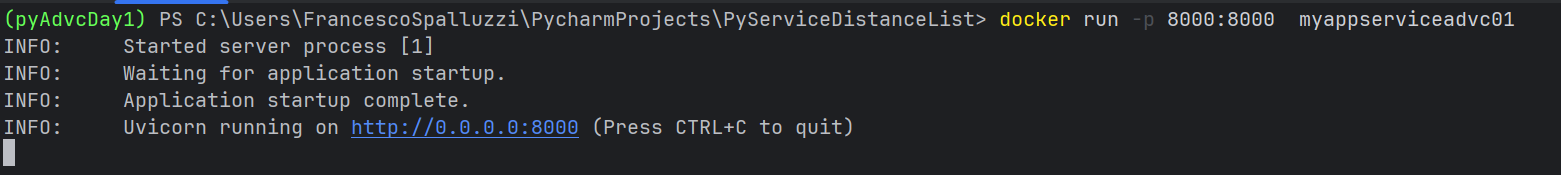 (pyAdvcDay1) PS C:\Users\FrancescoSpalluzzi\PycharmProjects\PyServiceDistanceList> docker run -p 8000:8000  myappserviceadvc01
INFO:     Started server process [1]
INFO:     Waiting for application startup.
INFO:     Application startup complete.
INFO:     Uvicorn running on http://0.0.0.0:8000 (Press CTRL+C to quit)